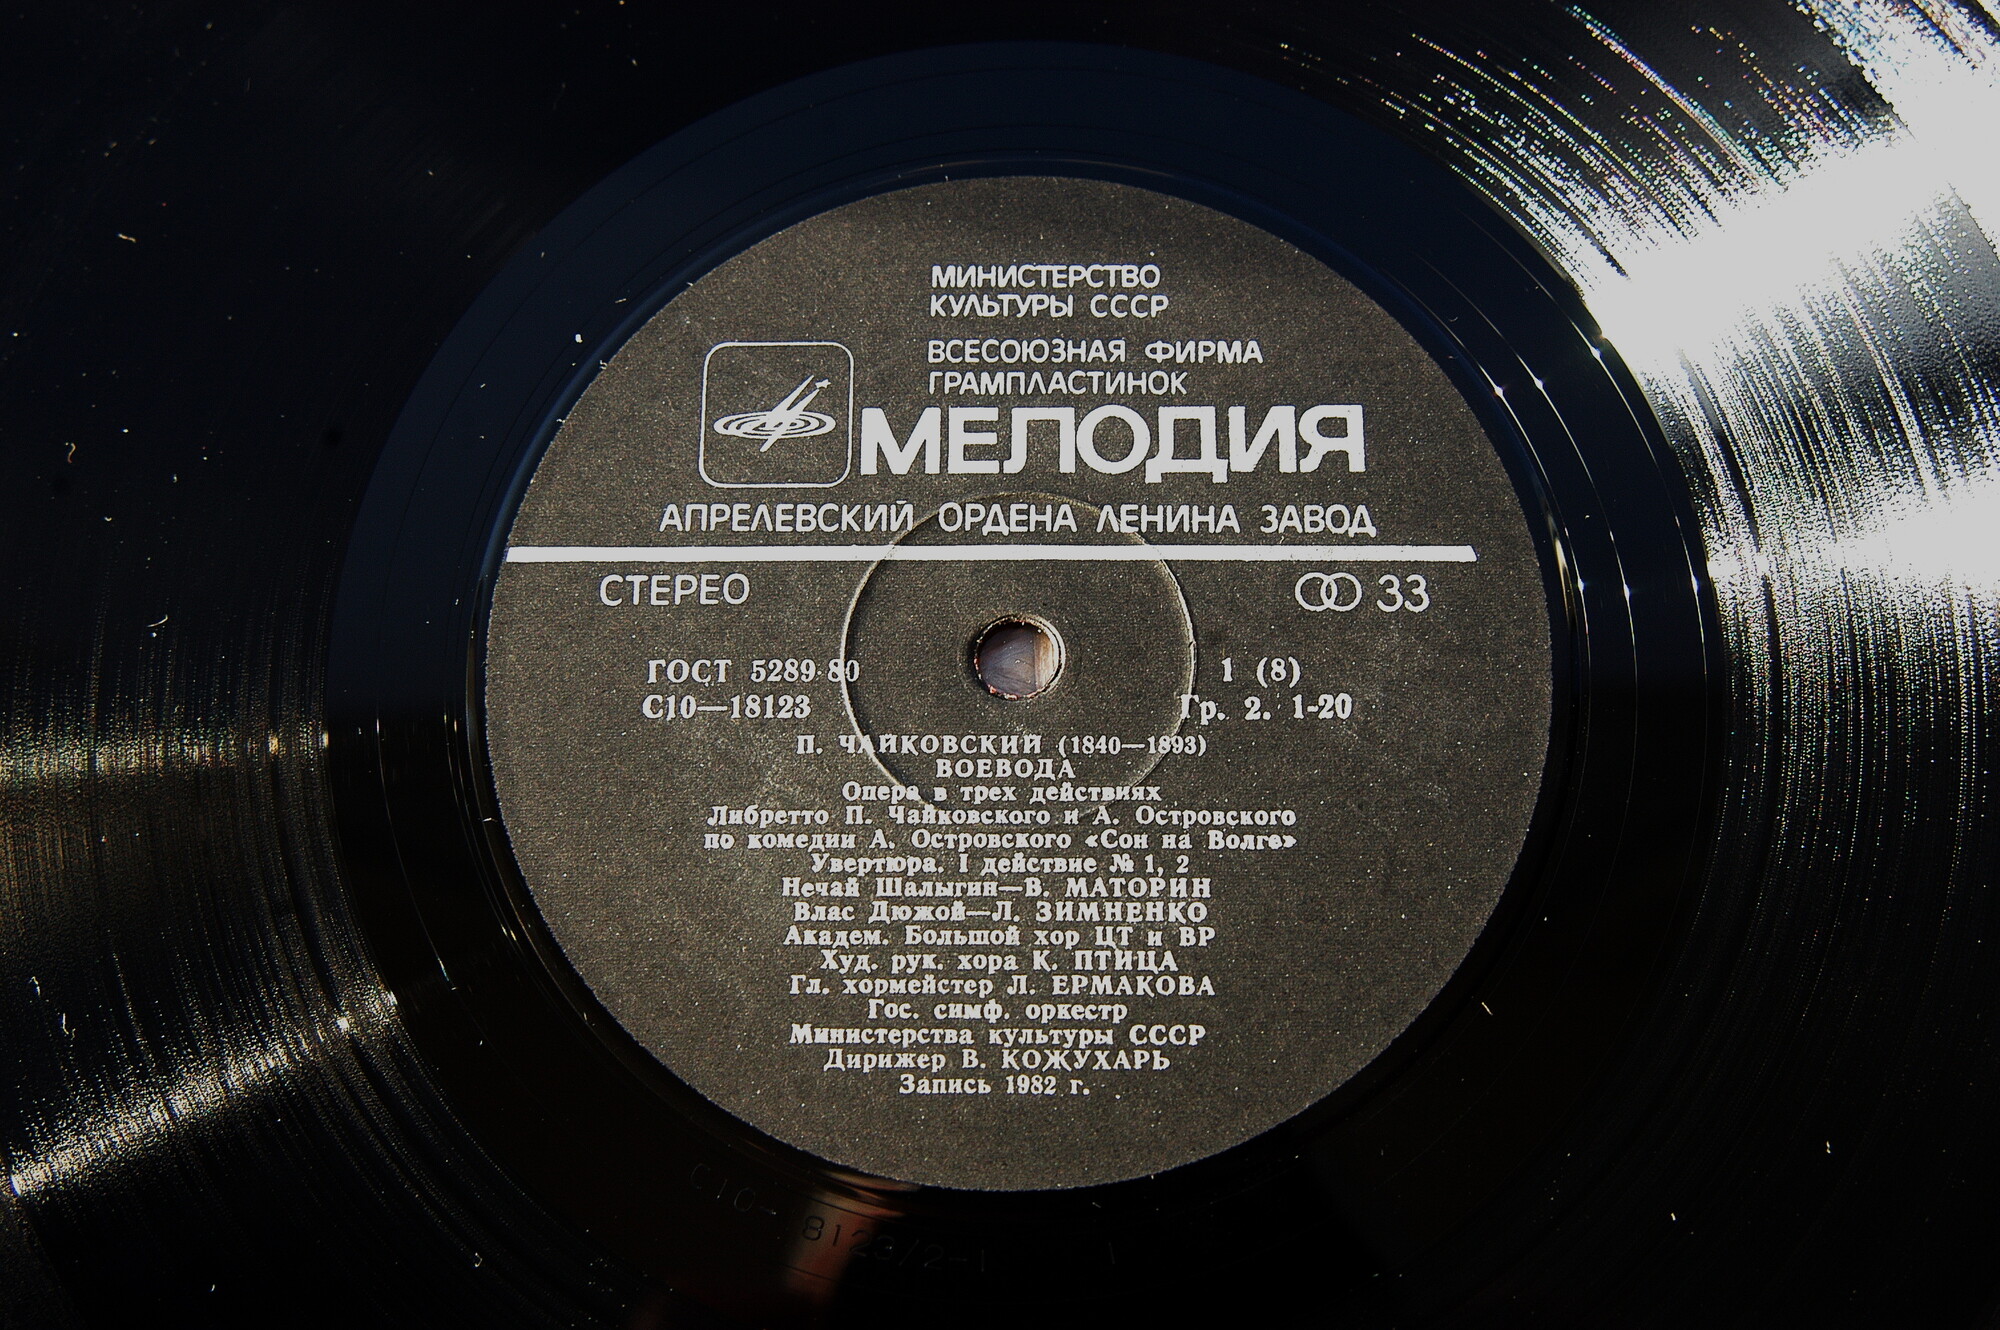 МИНИСТЕРСТВО
КУЛЬТУРЫ СССР
ВСЕСОЮЗНАЯ ФИРМА
ГРАМПЛАСТИНОК
МЕЛОДИЯ
АПРЕЛЕВСКИЙ ОРДЕНА ЛЕНИНА ЗАВОД
СТЕРЕО 33
ГОСТ 5289-80 1 (8)
С10—18123 Гр. 2. 1-20
П. ЧАЙКОВСКИЙ (1840—1893)
ВОЕВОДА
Опера в трех действиях
Либретто П. Чайковского и А. Островского
по комедии А. Островского «Сон на Волге»
Увертюра. I действие № 1, 2
Нечай Шалыгин—В. МАТОРИН
Влас Дюжой—Л. ЗИМНЕНКО
Академ. Большой хор ЦТ и ВР
Худ. рук. хора К. ПТИЦА
Гл. хормейстер Л. ЕРМАКОВА
Гос. симф. оркестр
Министерства культуры СССР
Дирижер В. КОЖУХАРЬ
Запись 1982 г.